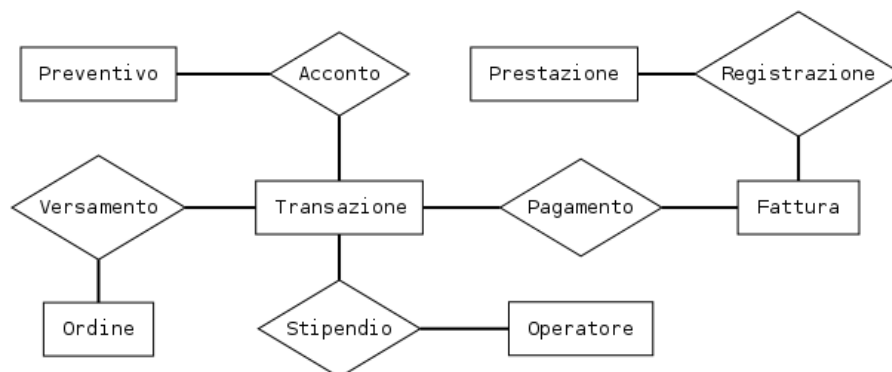 Preventivo
Acconto
Prestazione
Registrazione
Versamento
Transazione
Pagamento
Fattura
Ordine
Stipendio
Operatore